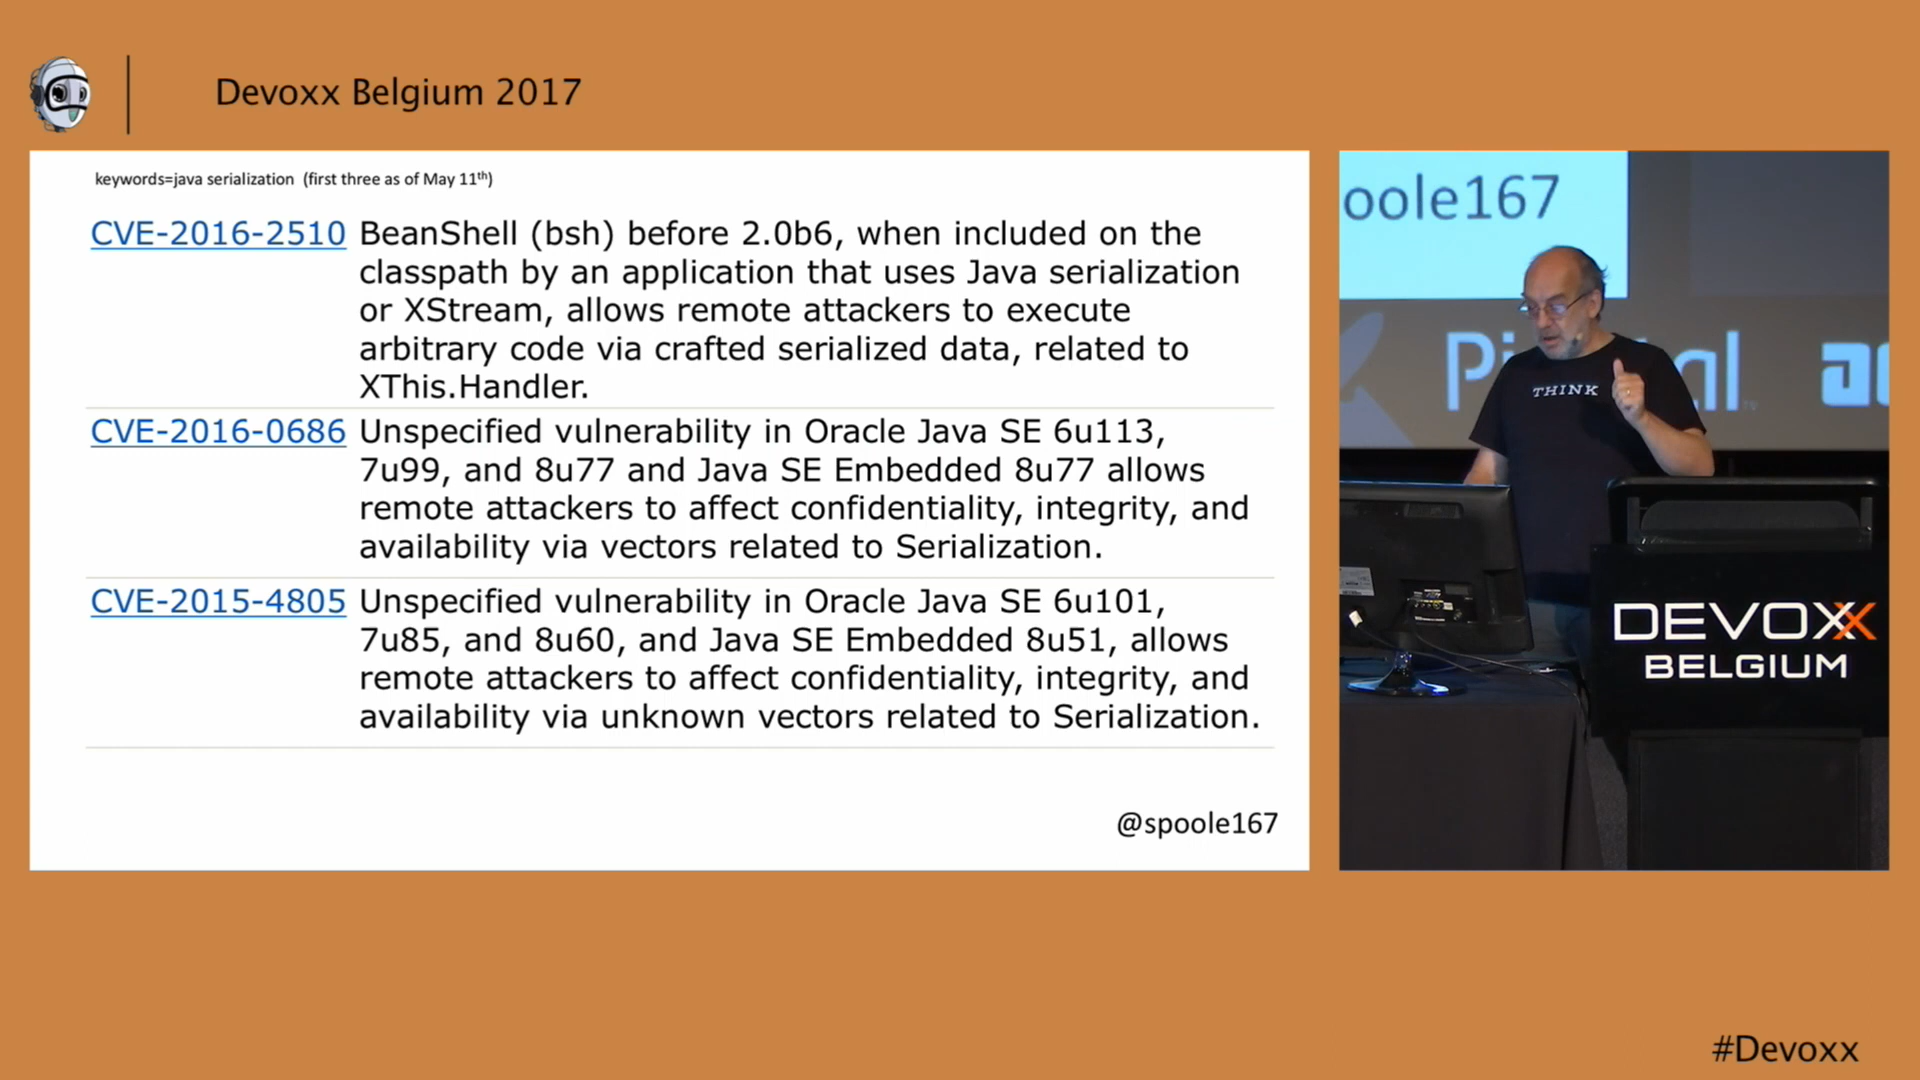 Devoxx Belgium 2017
keywords=java serialization (first three as of May 11th)
CVE-2016-2510 BeanShell (bsh) before 2.0b6, when included on the
classpath by an application that uses Java serialization
or XStream, allows remote attackers to execute
arbitrary code via crafted serialized data, related to
XThis.Handler.
CVE-2016-0686 Unspecified vulnerability in Oracle Java SE 6u113,
7u99, and 8u77 and Java SE Embedded 8u77 allows
remote attackers to affect confidentiality, integrity, and
availability via vectors related to Serialization.
CVE-2015-4805 Unspecified vulnerability in Oracle Java SE 6u101,
7u85, and 8u60, and Java SE Embedded 8u51, allows
remote attackers to affect confidentiality, integrity, and
availability via unknown vectors related to Serialization.
@spoole167
oole167
THINK
DEVOXX
BELGIUM
#Devoxx